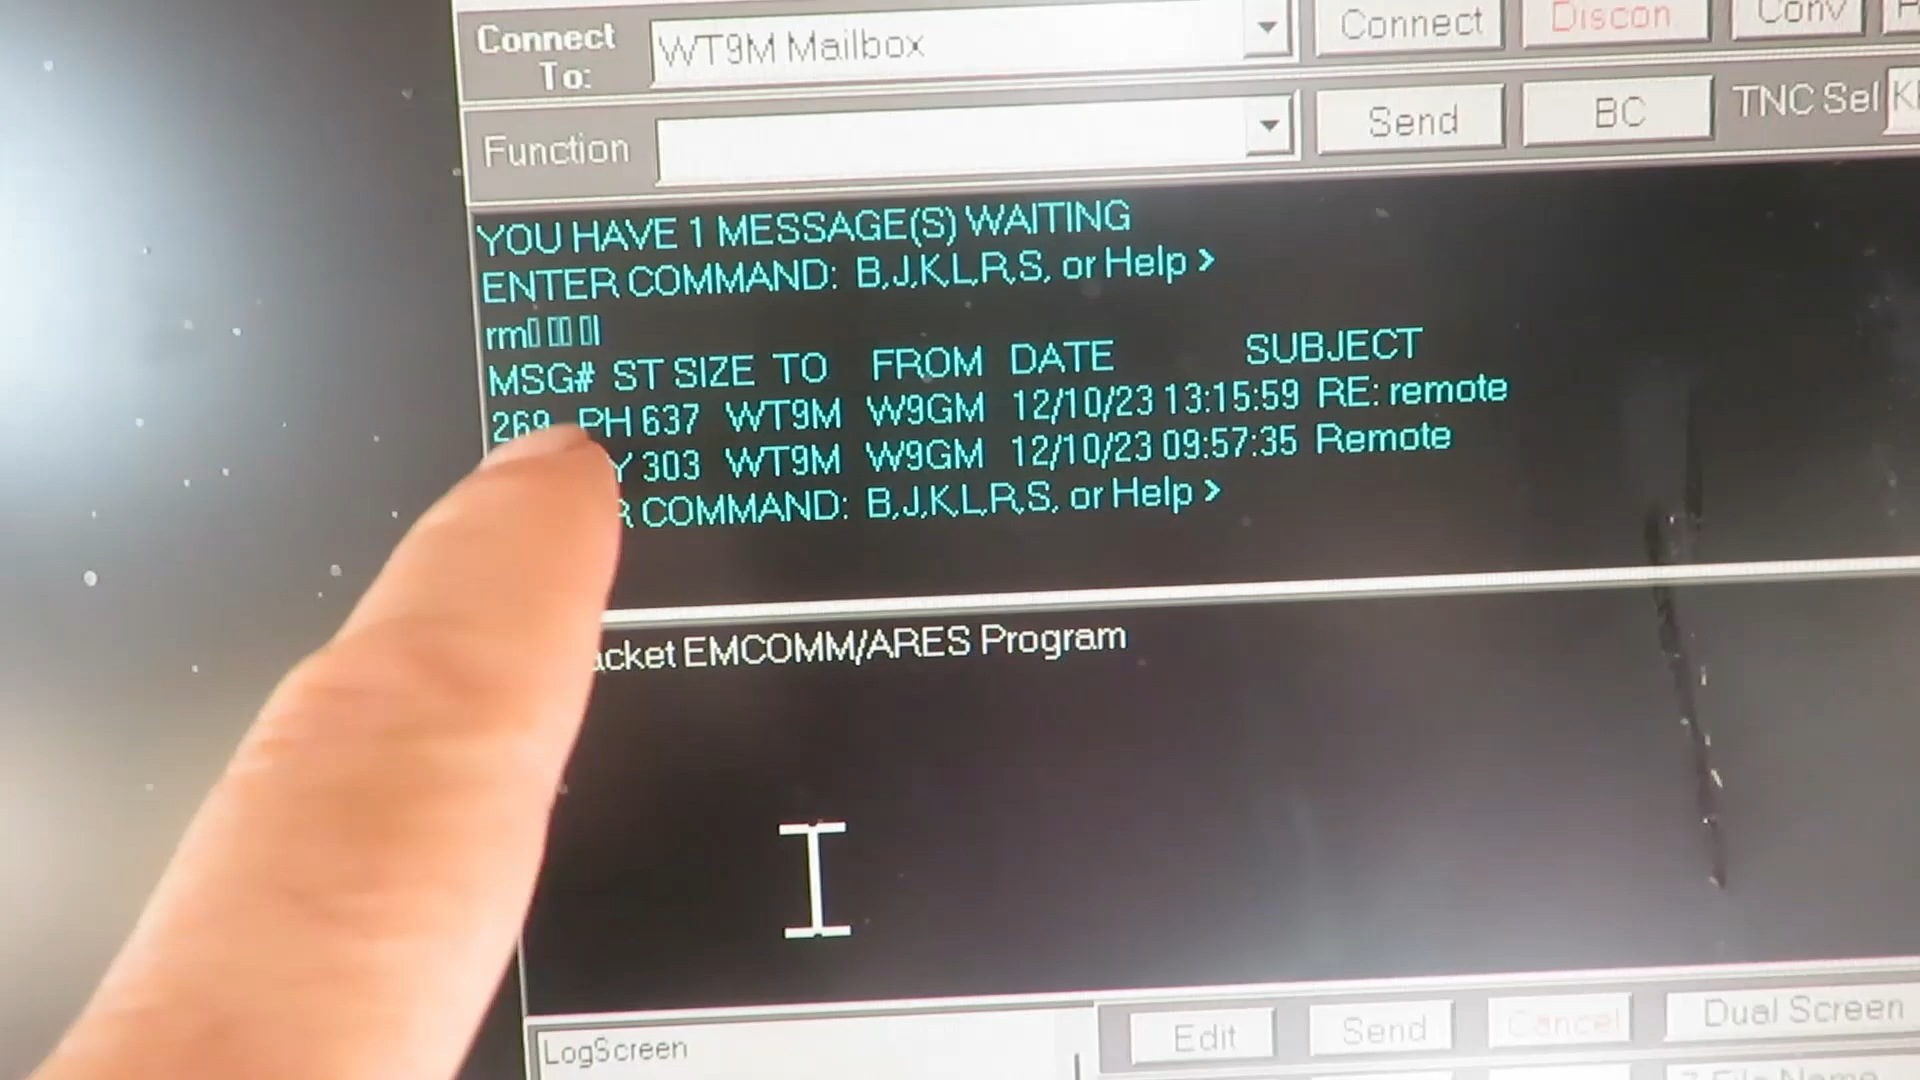 Connect To:
WT9M Mailbox
Connect
Discon
Conv
Function
Send
BC
TNC Sel
YOU HAVE 1 MESSAGE(S) WAITING
ENTER COMMAND: B,J,K,L,R,S, or Help >
MSG# ST SIZE TO FROM DATE SUBJECT
269 PH 637 WT9M W9GM 12/10/23 13:15:59 RE: remote
Y 303 WT9M W9GM 12/10/23 09:57:35 Remote
R COMMAND: B,J,K,L,R,S, or Help >
acket EMCOMM/ARES Program
LogScreen
Edit
Send
Cancel
Dual Screen